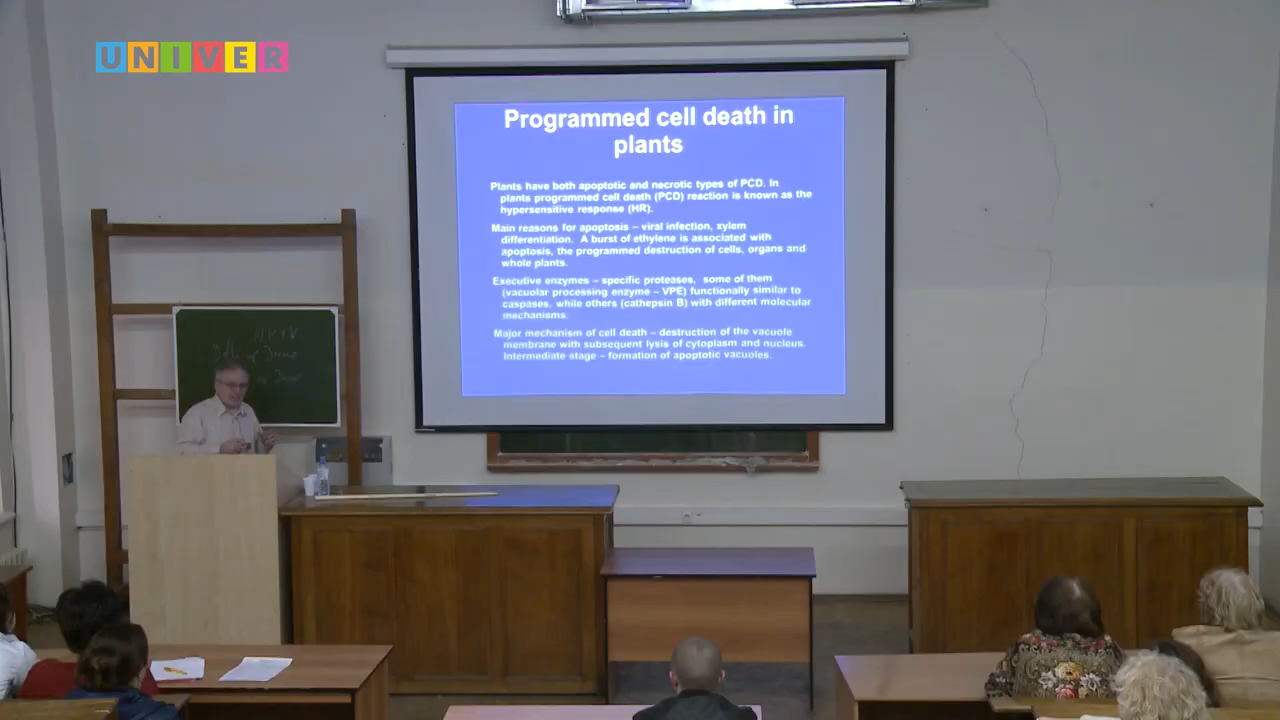 UNIVER
Programmed cell death in
plants
Plants have both apoptotic and necrotic types of PCD. In
plants programmed cell death (PCD) reaction is known as the
hypersensitive response (HR).
Main reasons for apoptosis – viral infection, xylem
differentiation. A burst of ethylene is associated with
apoptosis, the programmed destruction of cells, organs and
whole plants.
Executive enzymes – specific proteases, some of them
(vacuolar processing enzyme – VPE) functionally similar to
caspases, while others (cathepsin B) with different molecular
mechanisms.
Major mechanism of cell death – destruction of the vacuole
membrane with subsequent lysis of cytoplasm and nucleus.
Intermediate stage – formation of apoptotic vacuoles.